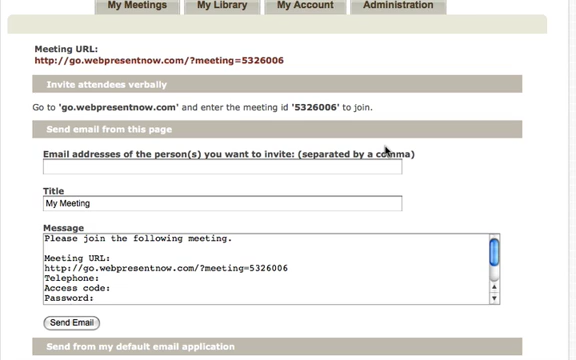 My Meetings My Library My Account Administration
Meeting URL:
http://go.webpresentnow.com/?meeting=5326006
Invite attendees verbally
Go to 'go.webpresentnow.com' and enter the meeting id '5326006' to join.
Send email from this page
Email addresses of the person(s) you want to invite: (separated by a comma)
Title
My Meeting
Message
Please join the following meeting.
Meeting URL:
http://go.webpresentnow.com/?meeting=5326006
Telephone:
Access code:
Password:
Send Email
Send from my default email application